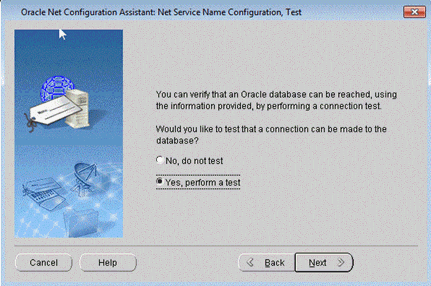 Oracle Net Configuration Assistant: Net Service Name Configuration, Test
You can verify that an Oracle database can be reached, using
the information provided, by performing a connection test.
Would you like to test that a connection can be made to the
database?
No, do not test
Yes, perform a test
Cancel
Help
Back
Next